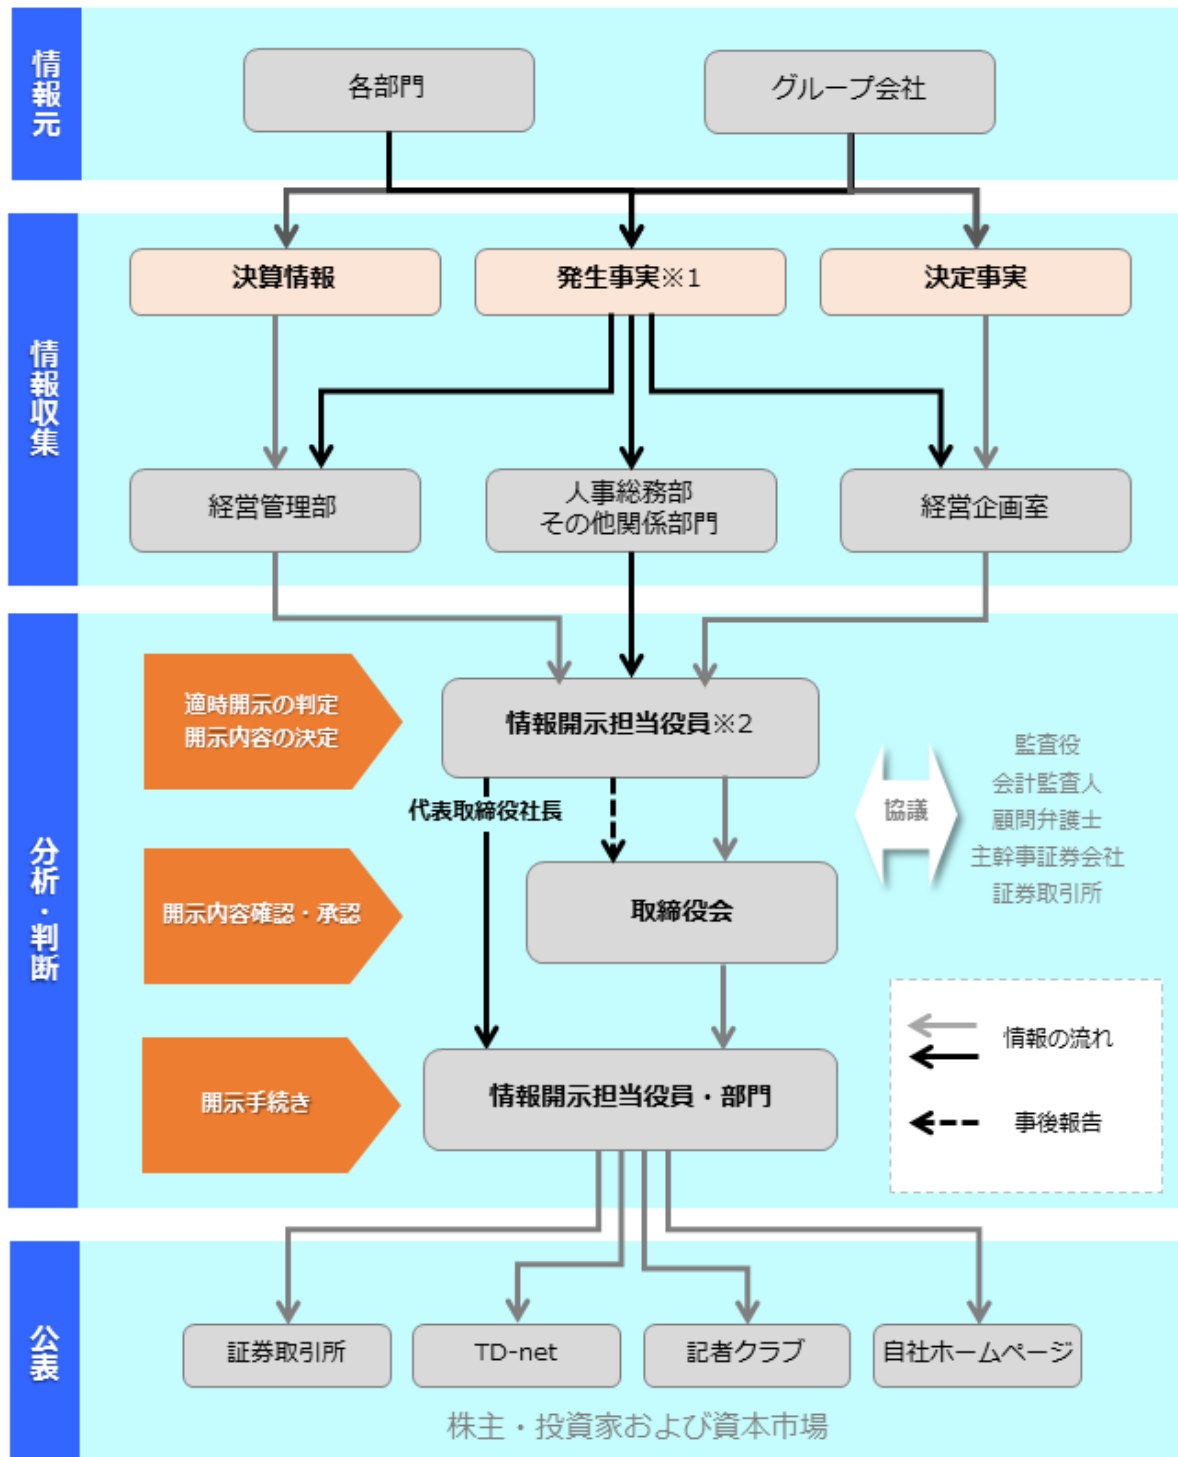 情報元
各部門
グループ会社
情報収集
決算情報
発生事実※1
決定事実
経営管理部
人事総務部
その他関係部門
経営企画室
分析・判断
適時開示の判定
開示内容の決定
情報開示担当役員※2
代表取締役社長
協議
監査役
会計監査人
顧問弁護士
主幹事証券会社
証券取引所
開示内容確認・承認
取締役会
情報の流れ
事後報告
開示手続き
情報開示担当役員・部門
公表
証券取引所
TD-net
記者クラブ
自社ホームページ
株主・投資家および資本市場